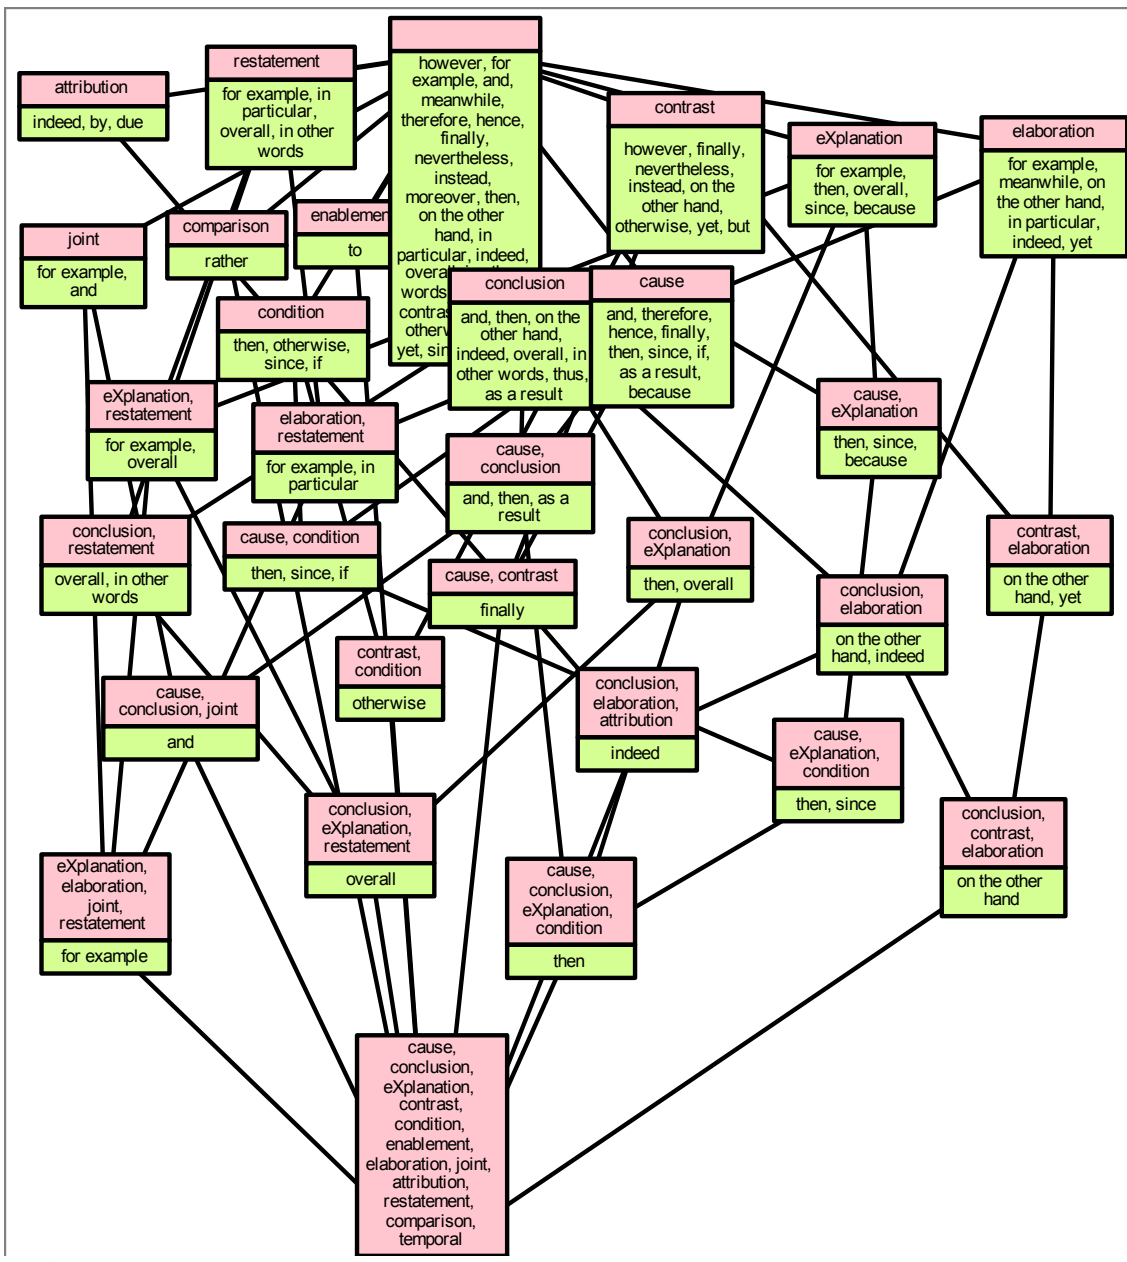 attribution
indeed, by, due
restatement
for example, in
particular,
overall, in other
words
however, for
example, and,
meanwhile,
therefore, hence,
finally,
nevertheless,
instead,
moreover, then,
on the other
hand, in
particular, indeed,
words
yet, sin
contrast
however, finally,
nevertheless,
instead, on the
other hand,
otherwise, yet, but
eXplanation
for example,
then, overall,
since, because
elaboration
for example,
meanwhile, on
the other hand,
in particular,
indeed, yet
joint
for example,
and
comparison
rather
enablemen
to
condition
then, otherwise,
since, if
conclusion
and, then, on the
other hand,
indeed, overall, in
other words, thus,
as a result
cause
and, therefore,
hence, finally,
then, since, if,
as a result,
because
eXplanation,
restatement
for example,
overall
elaboration,
restatement
for example, in
particular
cause,
conclusion
and, then, as a
result
cause,
eXplanation
then, since,
because
conclusion,
restatement
overall, in other
words
cause, condition
then, since, if
cause, contrast
finally
conclusion,
eXplanation
then, overall
conclusion,
elaboration
on the other
hand, indeed
contrast,
elaboration
on the other
hand, yet
contrast,
condition
otherwise
cause,
conclusion, joint
and
conclusion,
elaboration,
attribution
indeed
cause,
eXplanation,
condition
then, since
conclusion,
eXplanation,
restatement
overall
conclusion,
contrast,
elaboration
on the other
hand
eXplanation,
elaboration,
joint,
restatement
for example
cause,
conclusion,
eXplanation,
condition
then
cause,
conclusion,
eXplanation,
contrast,
condition,
enablement,
elaboration, joint,
attribution,
restatement,
comparison,
temporal